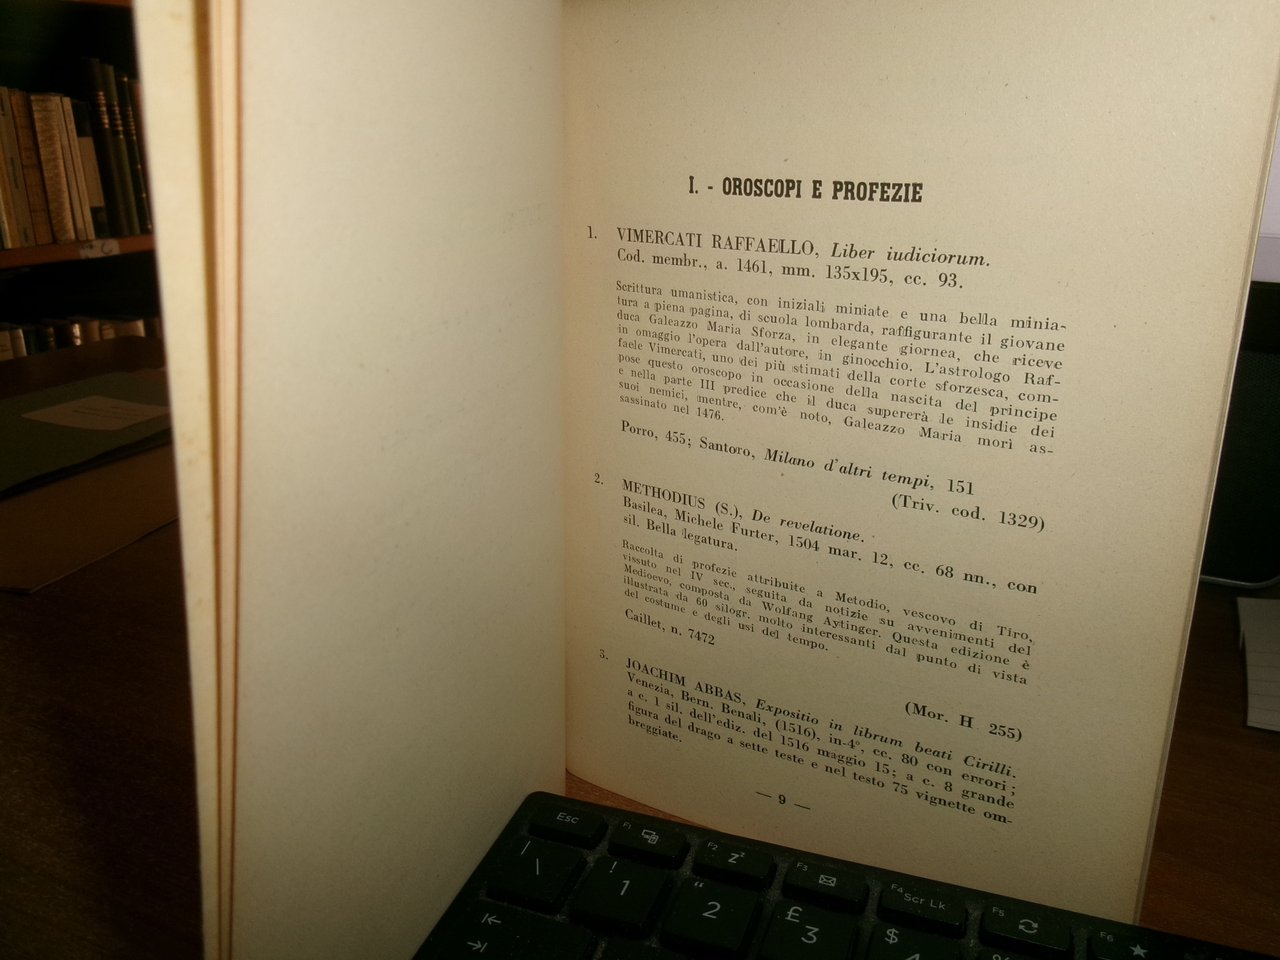 I. - OROSCOPI E PROFEZIE
1. VIMERCATI RAFFAELLO, Liber iudiciorum.
Cod. membr., a. 1461, mm. 135x195, cc. 93.
Scrittura umanistica, con iniziali miniate e una bella minia-
tura a piena pagina, di scuola lombarda, raffigurante il giovane
duca Galeazzo Maria Sforza, in elegante giornea, che riceve
in omaggio l'opera dall'autore, in ginocchio. L'astrologo Raf-
faele Vimercati, uno dei più stimati della corte sforzesca, com-
pose questo oroscopo in occasione della nascita del principe
e nella parte III predice che il duca supererà le insidie dei
suoi nemici, mentre, com'è noto, Galeazzo Maria morì as-
sassinato nel 1476.
Porro, 455; Santoro, Milano d'altri tempi, 151
(Triv. cod. 1329)
2. METHODIUS (S.), De revelatione.
Basilea, Michele Furter, 1504 mar. 12, cc. 68 nn., con
sil. Bella legatura.
Raccolta di profezie attribuite a Metodio, vescovo di Tiro,
vissuto nel IV sec., seguita da notizie su avvenimenti del
Medioevo, composta da Wolfang Aytinger. Questa edizione è
illustrata da 60 silogr. molto interessanti dal punto di vista
del costume e degli usi del tempo.
Caillet, n. 7472
(Mor. H 255)
3. JOACHIM ABBAS, Expositio in librum beati Cirilli.
Venezia, Bern. Benali, (1516), in-4°, cc. 80 con errori;
a c. 1 sil. dell'ediz. del 1516 maggio 15; a c. 8 grande
figura del drago a sette teste e nel testo 75 vignette om-
breggiate.
— 9 —
Esc F1 F2 F3 F4 Scr Lk F5 F6
| \ ! 1 " 2 £ 3 $ 4